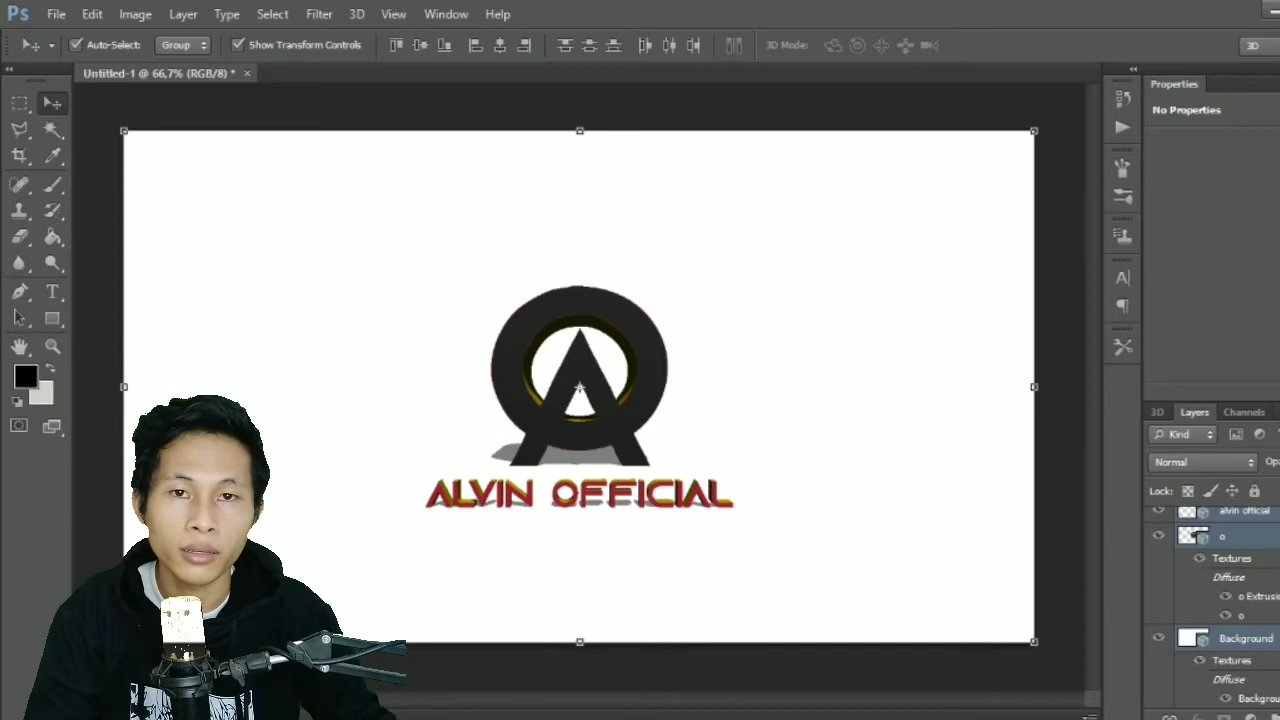 Ps File Edit Image Layer Type Select Filter 3D View Window Help
Auto-Select: Group Show Transform Controls 3D Mode: 3D
Untitled-1 @ 66,7% (RGB/8) * ×
Properties
No Properties
ALVIN OFFICIAL
3D Layers Channels
Kind
Normal
Lock:
alvin official
o
Textures
Diffuse
o
Background
Textures
Diffuse